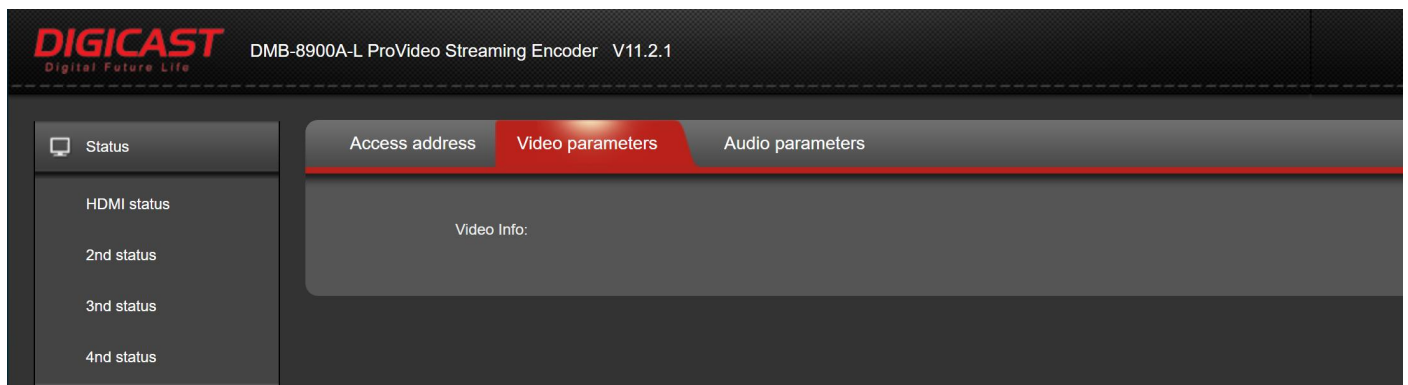 DIGICAST
Digital Future Life
DMB-8900A-L ProVideo Streaming Encoder V11.2.1
Status
HDMI status
2nd status
3nd status
4nd status
Access address
Video parameters
Audio parameters
Video Info: